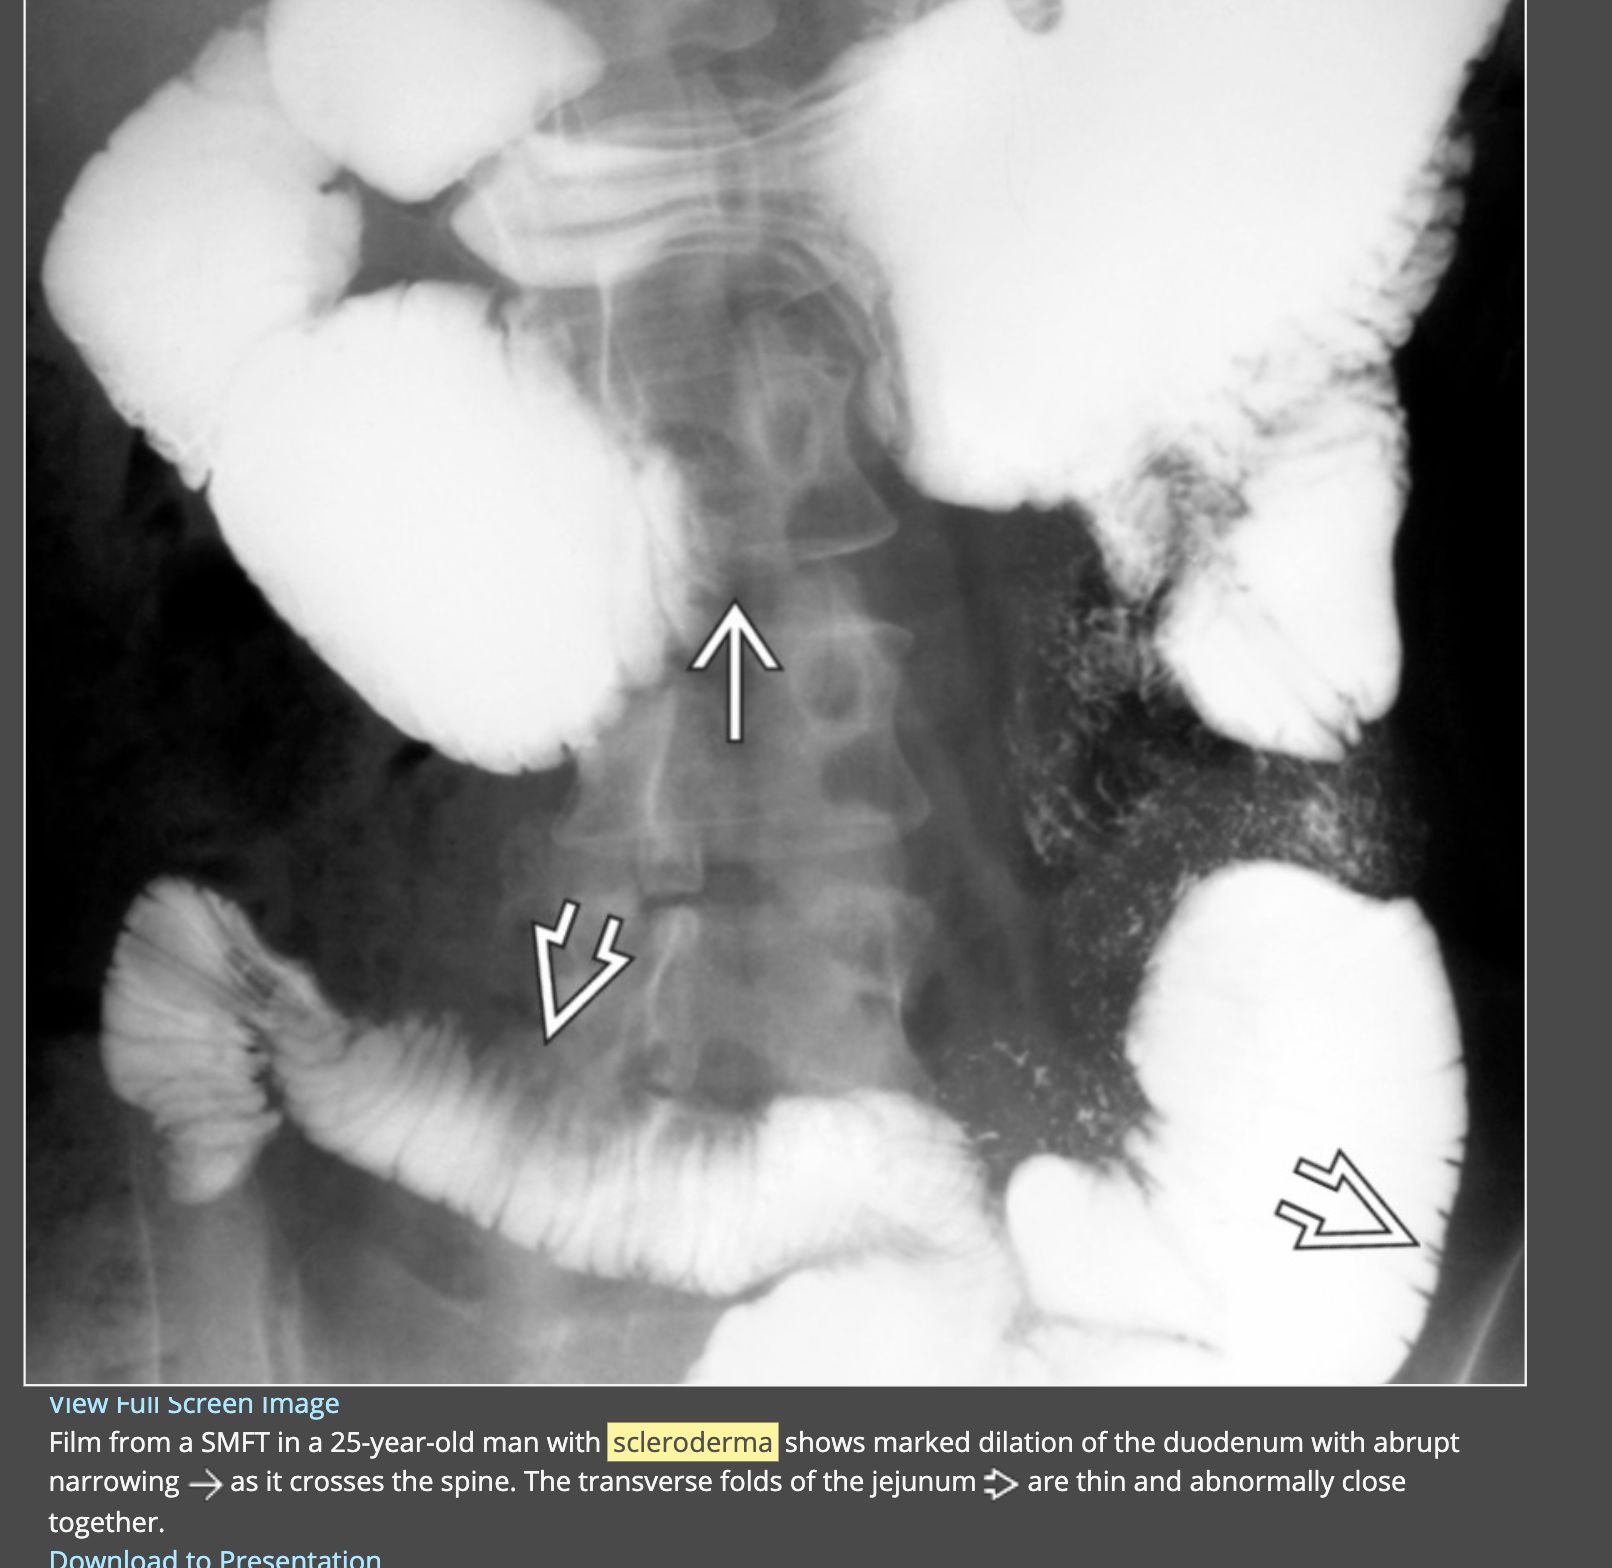 View Full Screen Image
Film from a SMFT in a 25-year-old man with scleroderma shows marked dilation of the duodenum with abrupt
narrowing → as it crosses the spine. The transverse folds of the jejunum ⮊ are thin and abnormally close
together.
Download to Presentation